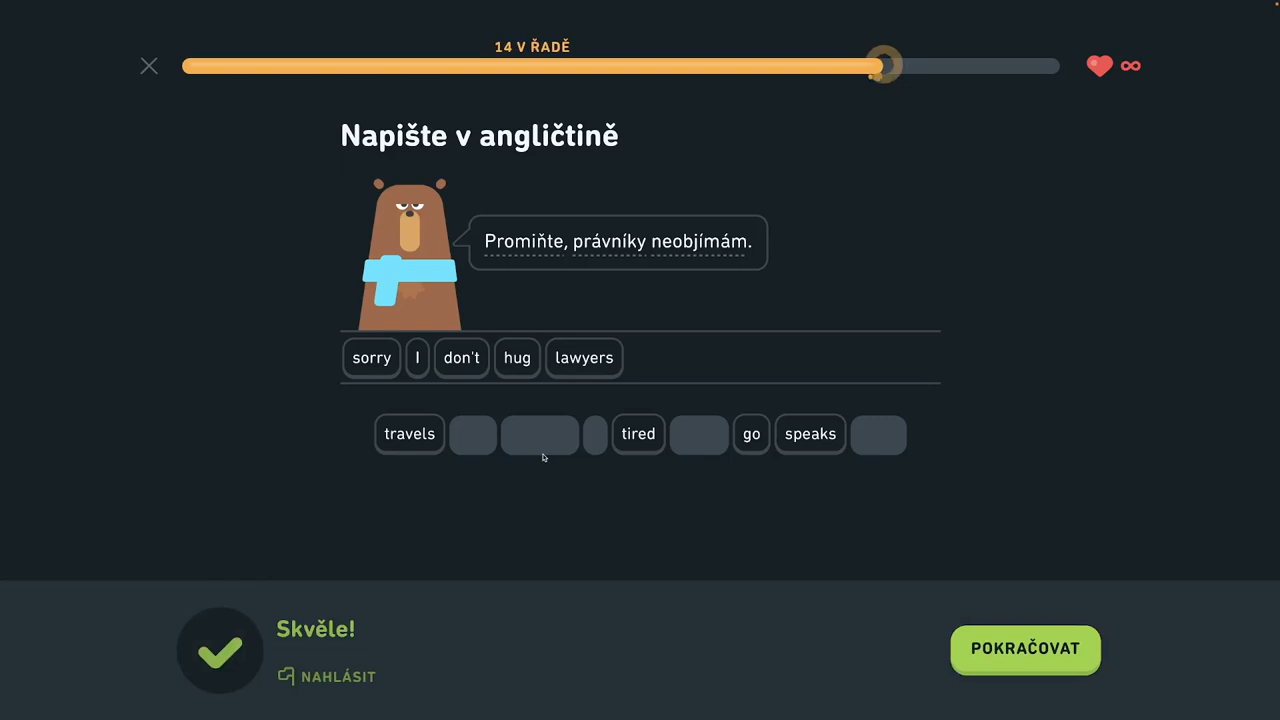 14 V ŘADĚ
Napište v angličtině
Promiňte, právníky neobjímám.
sorry I don't hug lawyers
travels tired go speaks
Skvěle!
NAHLÁSIT
POKRAČOVAT